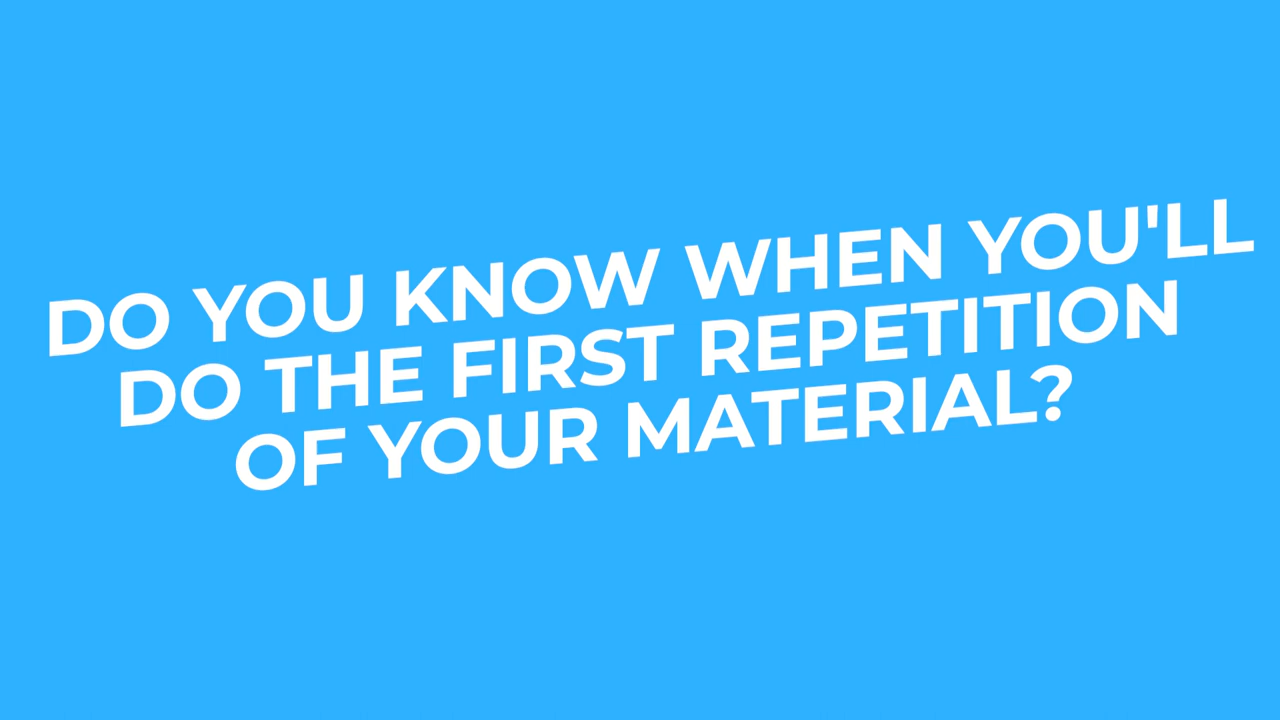 DO YOU KNOW WHEN YOU'LL
DO THE FIRST REPETITION
OF YOUR MATERIAL?